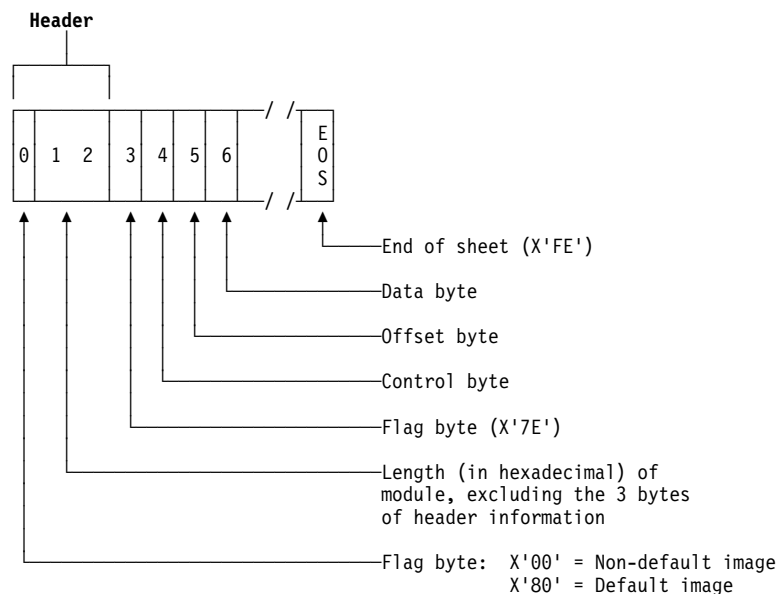 Header
0 1 2 3 4 5 6 E
O
S
End of sheet (X'FE')
Data byte
Offset byte
Control byte
Flag byte (X'7E')
Length (in hexadecimal) of
module, excluding the 3 bytes
of header information
Flag byte: X'00' = Non-default image
X'80' = Default image